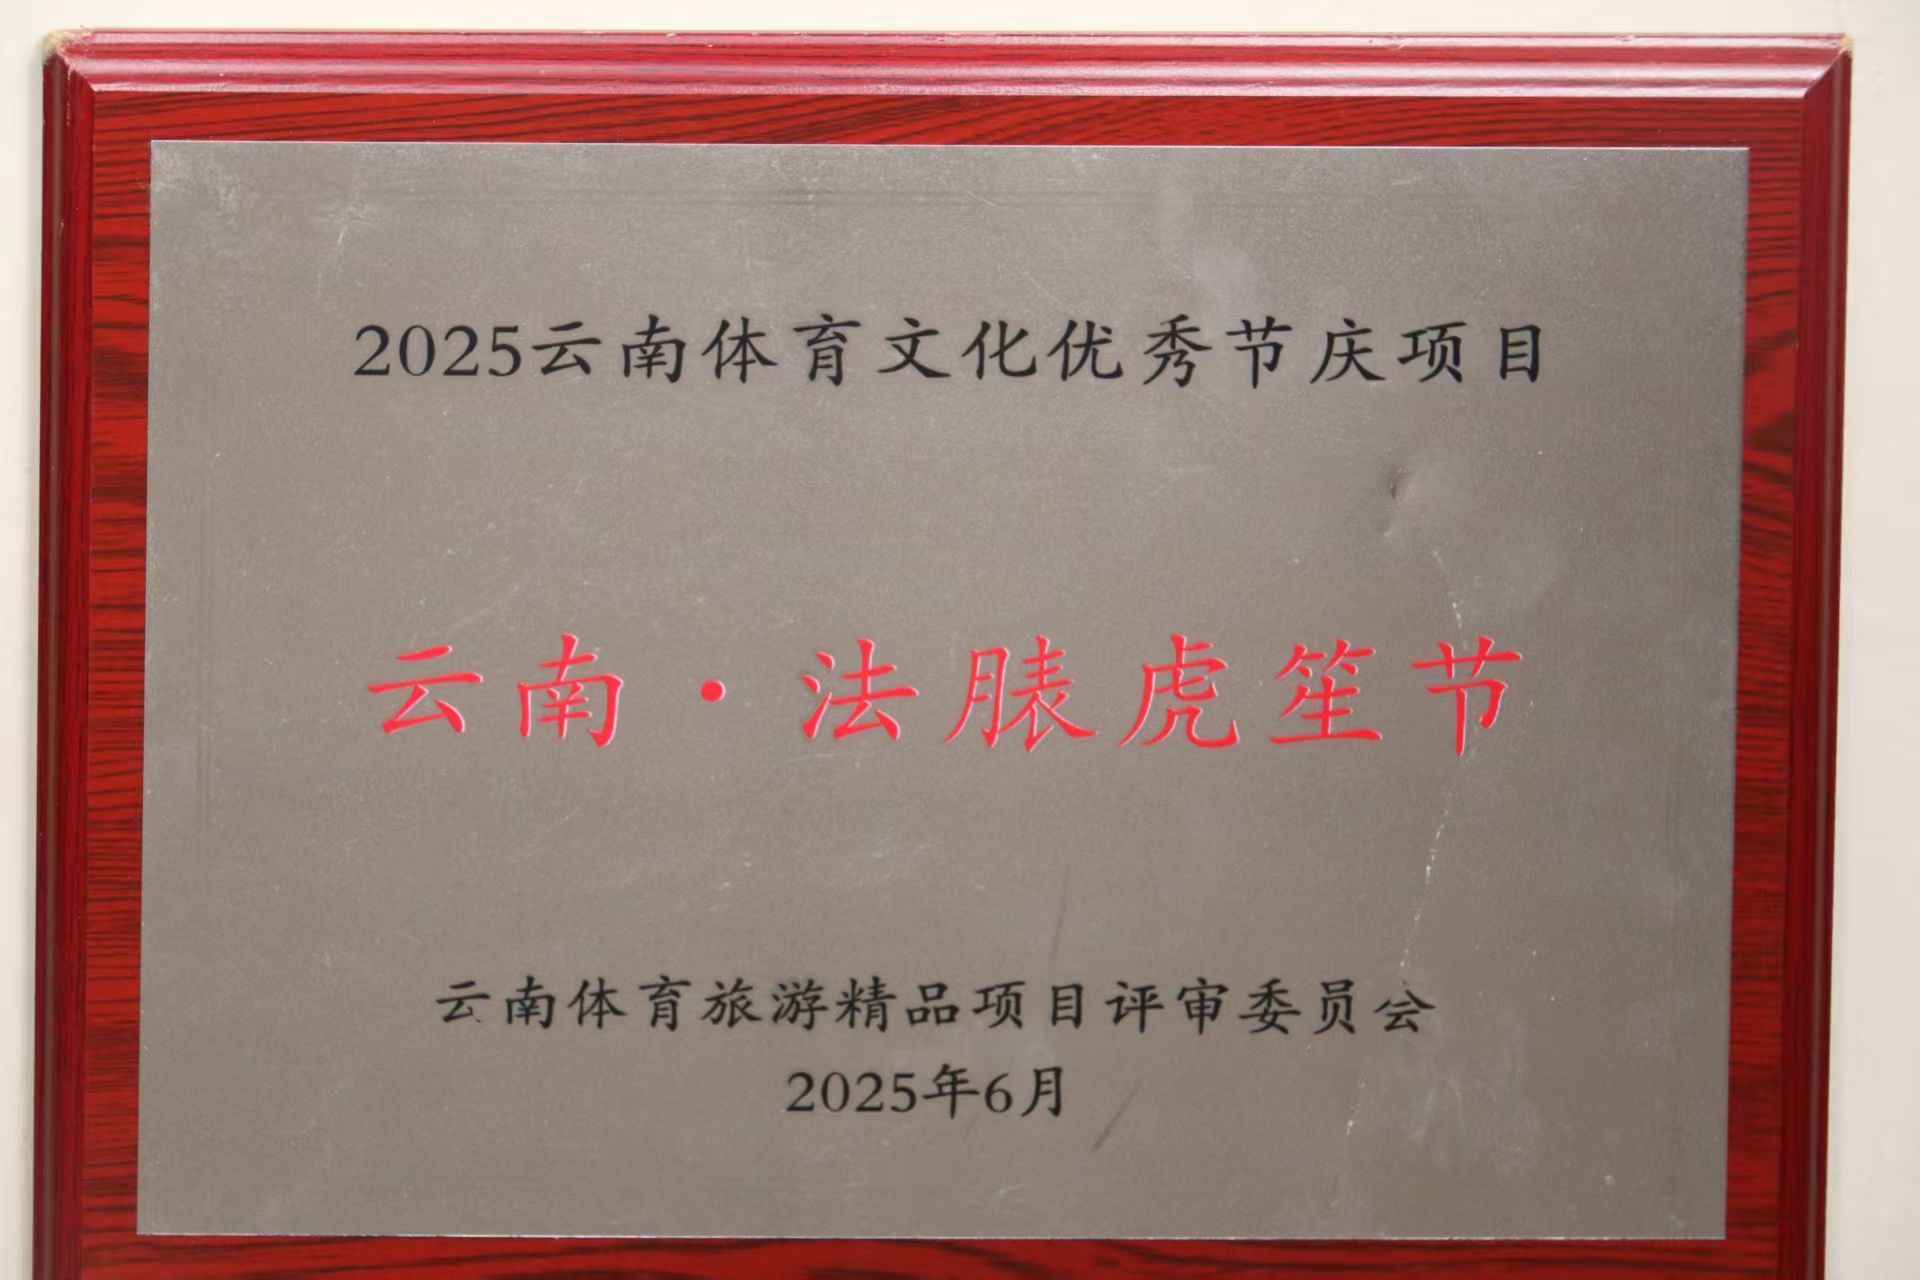 2025云南体育文化优秀节庆项目
云南·法脿虎笙节
云南体育旅游精品项目评审委员会
2025年6月